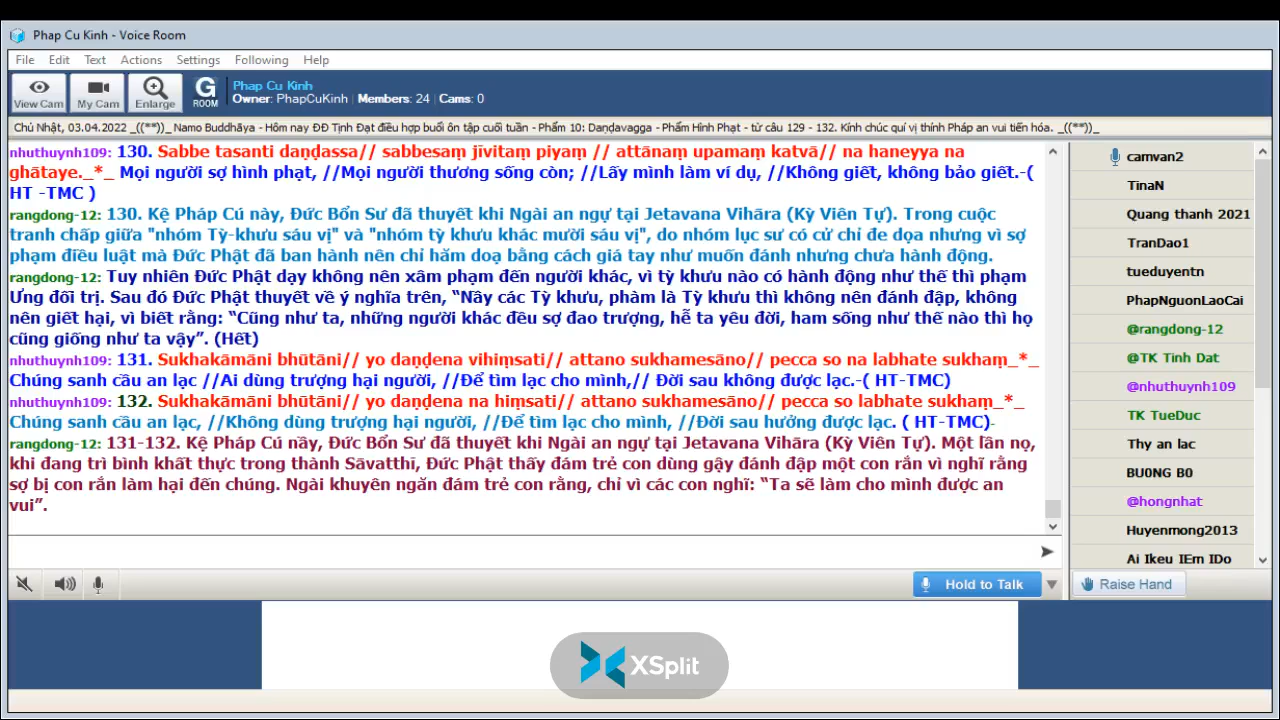 Phap Cu Kinh - Voice Room
File Edit Text Actions Settings Following Help
View Cam
My Cam
Enlarge
G
ROOM
Phap Cu Kinh
Owner: PhapCuKinh | Members: 24 | Cams: 0
Chủ Nhật, 03.04.2022 _((**))_ Namo Buddhāya - Hôm nay ĐĐ Tịnh Đạt điều hợp buổi ôn tập cuối tuần - Phẩm 10: Daṇḍavagga - Phẩm Hình Phạt - từ câu 129 - 132. Kính chúc quí vị thính Pháp an vui tiến hóa. _((**))_
nhuthuynh109: 130. Sabbe tasanti daṇḍassa// sabbesaṃ jīvitaṃ piyaṃ // attānaṃ upamaṃ katvā// na haneyya na
ghātaye._*_ Mọi người sợ hình phạt, //Mọi người thương sống còn; //Lấy mình làm ví dụ, //Không giết, không bảo giết.-(
HT -TMC )
rangdong-12: 130. Kệ Pháp Cú này, Đức Bổn Sư đã thuyết khi Ngài an ngự tại Jetavana Vihāra (Kỳ Viên Tự). Trong cuộc
tranh chấp giữa "nhóm Tỳ-khưu sáu vị" và "nhóm tỳ khưu khác mười sáu vị", do nhóm lục sư có cử chỉ đe dọa nhưng vì sợ
phạm điều luật mà Đức Phật đã ban hành nên chỉ hăm doạ bằng cách giá tay như muốn đánh nhưng chưa hành động.
rangdong-12: Tuy nhiên Đức Phật dạy không nên xâm phạm đến người khác, vì tỳ khưu nào có hành động như thế thì phạm
Ưng đối trị. Sau đó Đức Phật thuyết về ý nghĩa trên, “Nầy các Tỳ khưu, phàm là Tỳ khưu thì không nên đánh đập, không
nên giết hại, vì biết rằng: “Cũng như ta, những người khác đều sợ đao trượng, hễ ta yêu đời, ham sống như thế nào thì họ
cũng giống như ta vậy”. (Hết)
nhuthuynh109: 131. Sukhakāmāni bhūtāni// yo daṇḍena vihiṃsati// attano sukhamesāno// pecca so na labhate sukhaṃ_*_
Chúng sanh cầu an lạc //Ai dùng trượng hại người, //Để tìm lạc cho mình,// Đời sau không được lạc.-( HT-TMC)
nhuthuynh109: 132. Sukhakāmāni bhūtāni// yo daṇḍena na hiṃsati// attano sukhamesāno// pecca so labhate sukhaṃ_*_
Chúng sanh cầu an lạc, //Không dùng trượng hại người, //Để tìm lạc cho mình, //Đời sau hưởng được lạc. ( HT-TMC)-
rangdong-12: 131-132. Kệ Pháp Cú nầy, Đức Bổn Sư đã thuyết khi Ngài an ngự tại Jetavana Vihāra (Kỳ Viên Tự). Một lần nọ,
khi đang trì bình khất thực trong thành Sāvatthī, Đức Phật thấy đám trẻ con dùng gậy đánh đập một con rắn vì nghĩ rằng
sợ bị con rắn làm hại đến chúng. Ngài khuyên ngăn đám trẻ con rằng, chỉ vì các con nghĩ: “Ta sẽ làm cho mình được an
vui”.
camvan2
TinaN
Quang thanh 2021
TranDao1
tueduyentn
PhapNguonLaoCai
@rangdong-12
@TK Tinh Dat
@nhuthuynh109
TK TueDuc
Thy an lac
BU0NG B0
@hongnhat
Huyenmong2013
Ai Ikeu IEm IDo
Hold to Talk
Raise Hand
XSplit